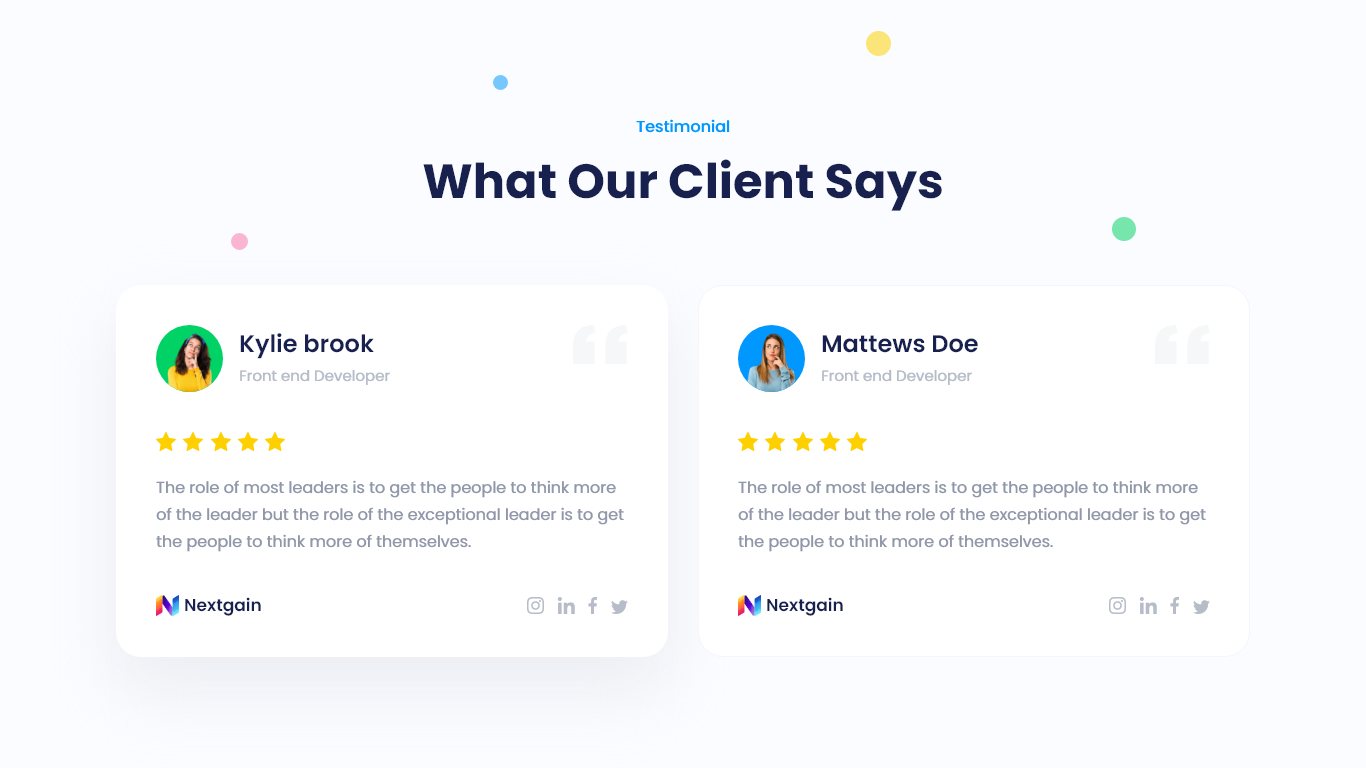 Testimonial
What Our Client Says
Kylie brook
Front end Developer
The role of most leaders is to get the people to think more
of the leader but the role of the exceptional leader is to get
the people to think more of themselves.
Nextgain
Mattews Doe
Front end Developer
The role of most leaders is to get the people to think more
of the leader but the role of the exceptional leader is to get
the people to think more of themselves.
Nextgain